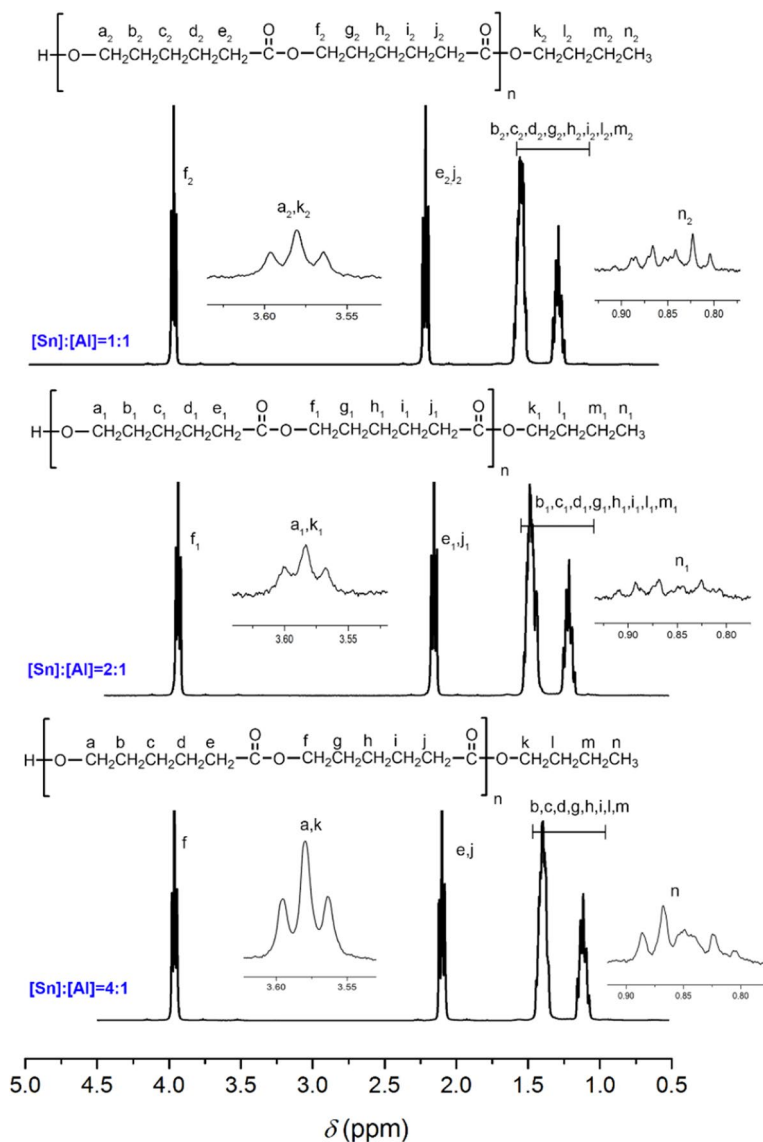 a2 b2 c2 d2 e2 O f2 g2 h2 i2 j2 O k2 l2 m2 n2
H O CH2CH2CH2CH2CH2 C O CH2CH2CH2CH2CH2 C O CH2CH2CH2CH3
n
b2,c2,d2,g2,h2,i2,l2,m2
f2
e2,j2
a2,k2
n2
3.60 3.55
0.90 0.85 0.80
[Sn]:[Al]=1:1
a1 b1 c1 d1 e1 O f1 g1 h1 i1 j1 O k1 l1 m1 n1
H O CH2CH2CH2CH2CH2 C O CH2CH2CH2CH2CH2 C O CH2CH2CH2CH3
n
b1,c1,d1,g1,h1,i1,l1,m1
f1
a1,k1
e1,j1
n1
3.60 3.55
0.90 0.85 0.80
[Sn]:[Al]=2:1
a b c d e O f g h i j O k l m n
H O CH2CH2CH2CH2CH2 C O CH2CH2CH2CH2CH2 C O CH2CH2CH2CH3
n
b,c,d,g,h,i,l,m
f
a,k
e,j
n
3.60 3.55
0.90 0.85 0.80
[Sn]:[Al]=4:1
5.0 4.5 4.0 3.5 3.0 2.5 2.0 1.5 1.0 0.5
δ (ppm)